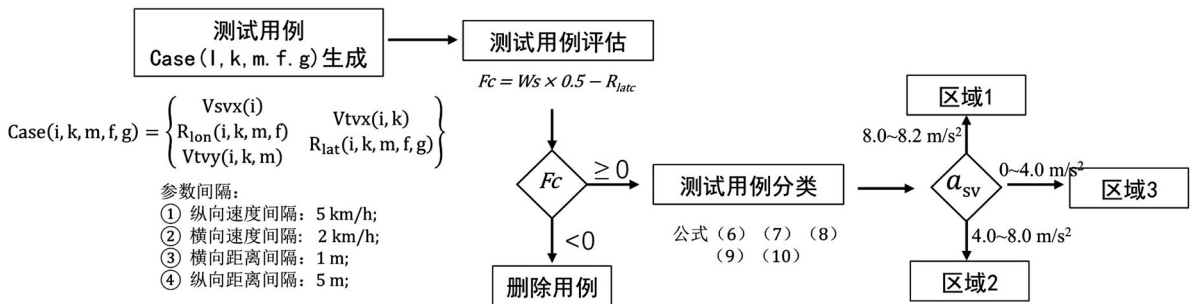 测试用例
Case(l,k,m.f.g)生成
测试用例评估
Fc = Ws × 0.5 − R_latc
Case(i, k, m, f, g) = { Vsvx(i) Vtvx(i, k)
R_lon(i, k, m, f) R_lat(i, k, m, f, g) }
Vtvy(i, k, m)
参数间隔：
① 纵向速度间隔：5 km/h;
② 横向速度间隔：2 km/h;
③ 横向距离间隔：1 m;
④ 纵向距离间隔：5 m;
Fc
≥0
<0
删除用例
测试用例分类
公式（6）（7）（8）
（9）（10）
区域1
8.0~8.2 m/s²
a_sv
0~4.0 m/s²
区域3
4.0~8.0 m/s²
区域2